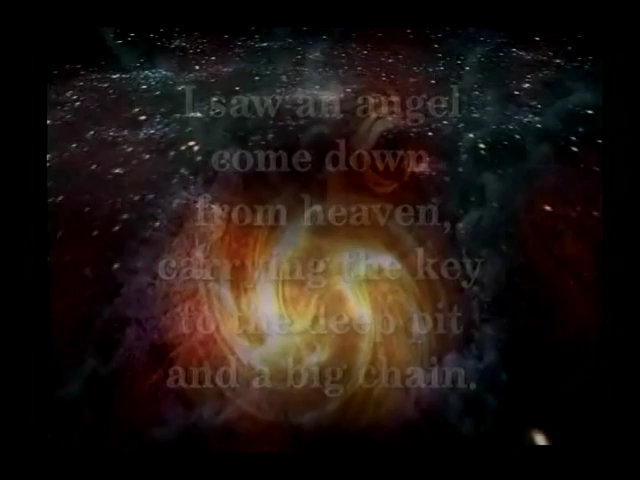 I saw an angel
come down
from heaven,
carrying the key
to the deep pit
and a big chain.